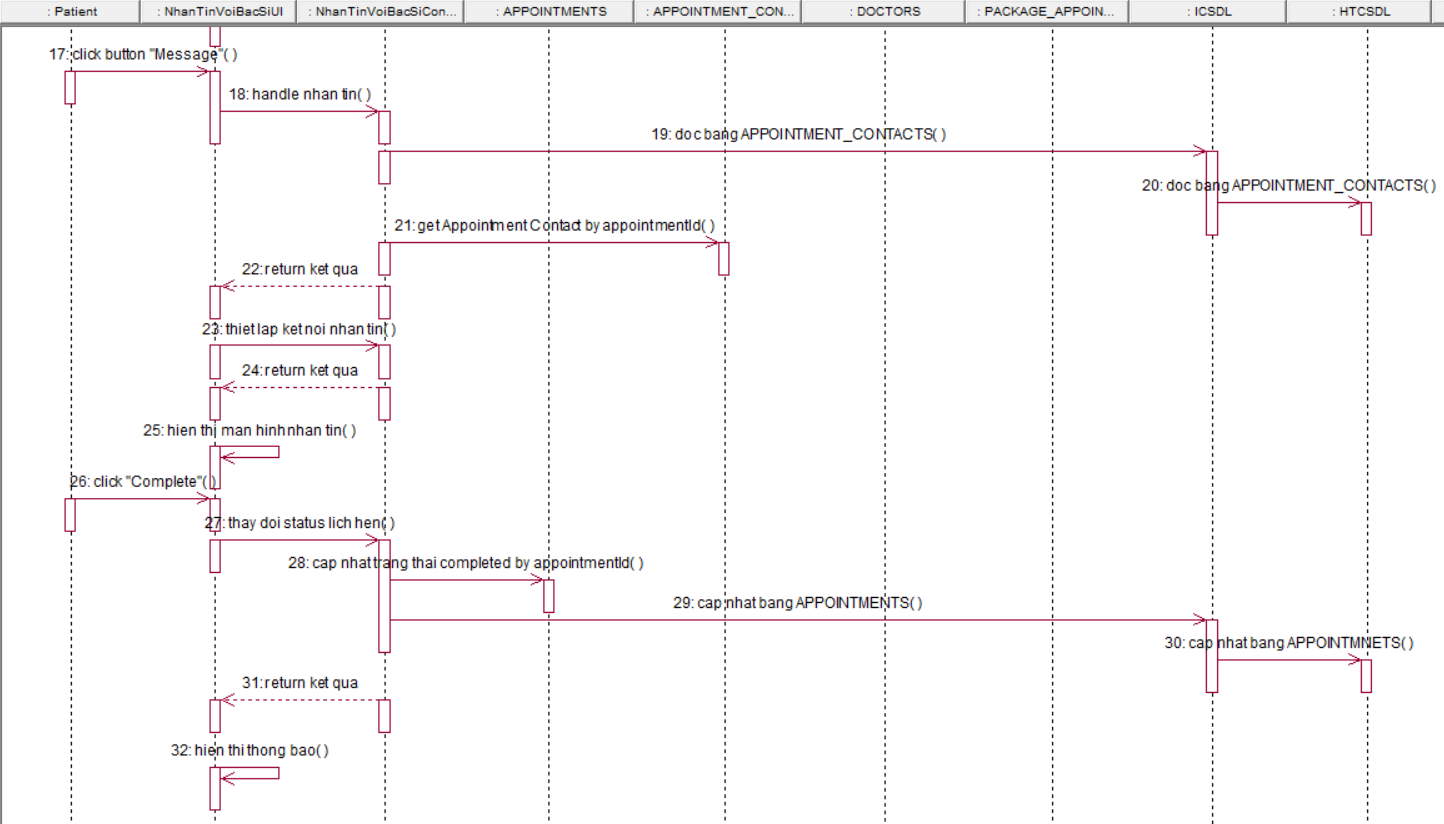 : Patient
: NhanTinVoiBacSiUI
: NhanTinVoiBacSiCon...
: APPOINTMENTS
: APPOINTMENT_CON...
: DOCTORS
: PACKAGE_APPOIN...
: ICSDL
: HTCSDL
17: click button "Message"( )
18: handle nhan tin( )
19: doc bang APPOINTMENT_CONTACTS( )
20: doc bang APPOINTMENT_CONTACTS( )
21: get Appointment Contact by appointmentId( )
22: return ket qua
23: thiet lap ket noi nhan tin( )
24: return ket qua
25: hien thi man hinh nhan tin( )
26: click "Complete"( )
27: thay doi status lich hen( )
28: cap nhat trang thai completed by appointmentId( )
29: cap nhat bang APPOINTMENTS( )
30: cap nhat bang APPOINTMNETS( )
31: return ket qua
32: hien thi thong bao( )